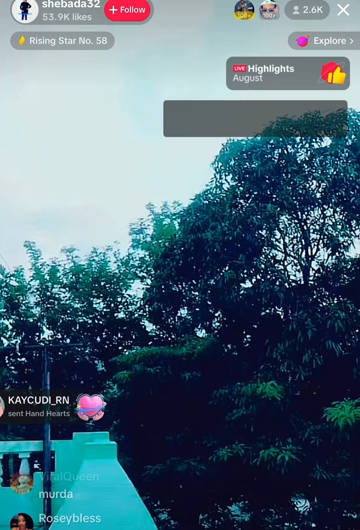 shebada32
+ Follow
53.9K likes
2.6K
Rising Star No. 58
Explore >
LIVE Highlights
August
KAYCUDI_RN
sent Hand Hearts
ViralQueen
murda
Roseybless